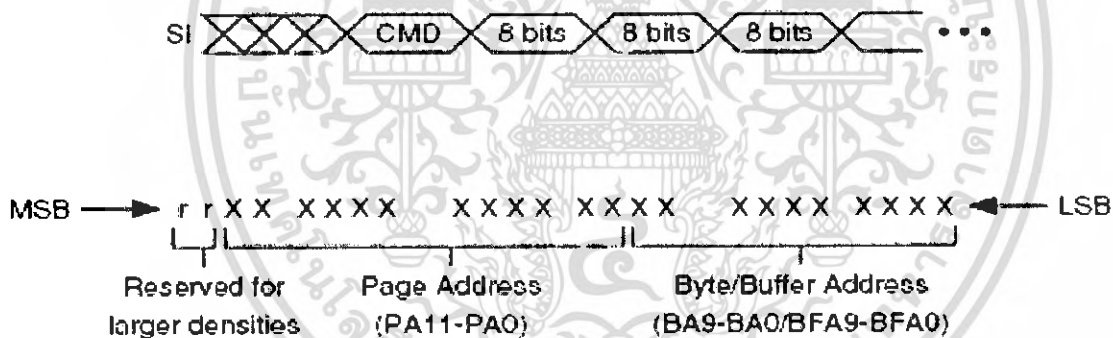 SI CMD 8 bits 8 bits 8 bits •••
MSB r r X X X X X X X X X X X X X X X X X X X X X X LSB
Reserved for larger densities
Page Address (PA11-PA0)
Byte/Buffer Address (BA9-BA0/BFA9-BFA0)